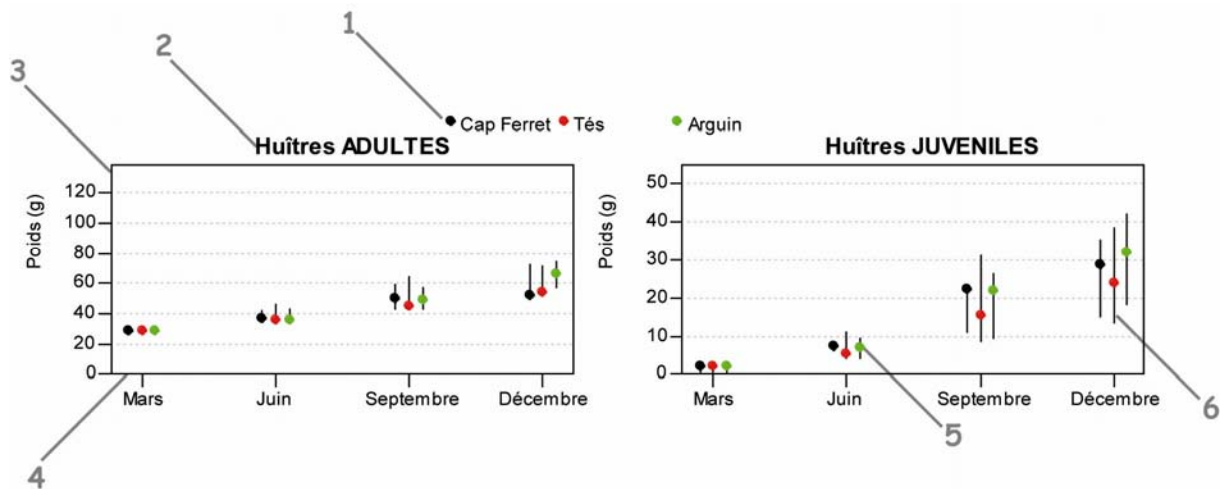 1
2
3
Cap Ferret Tés Arguin
Huîtres ADULTES
Poids (g)
120
100
80
60
40
20
0
Mars Juin Septembre Décembre
4
Huîtres JUVENILES
Poids (g)
50
40
30
20
10
0
Mars Juin Septembre Décembre
5
6